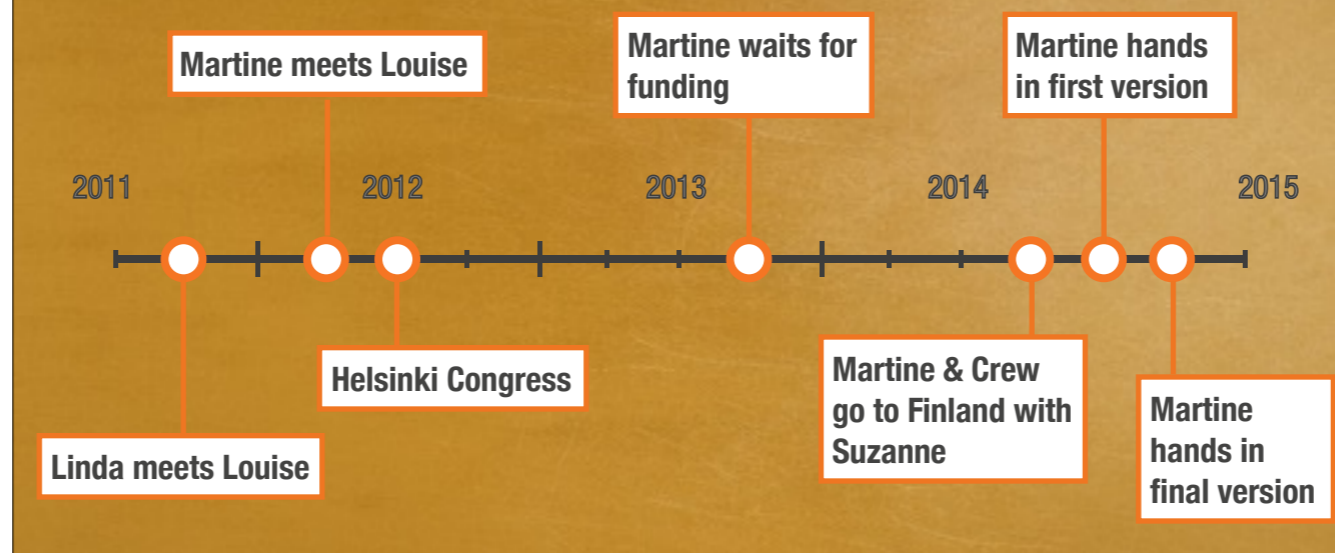 Martine meets Louise
Martine waits for
funding
Martine hands
in first version
2011
2012
2013
2014
2015
Linda meets Louise
Helsinki Congress
Martine & Crew
go to Finland with
Suzanne
Martine
hands in
final version